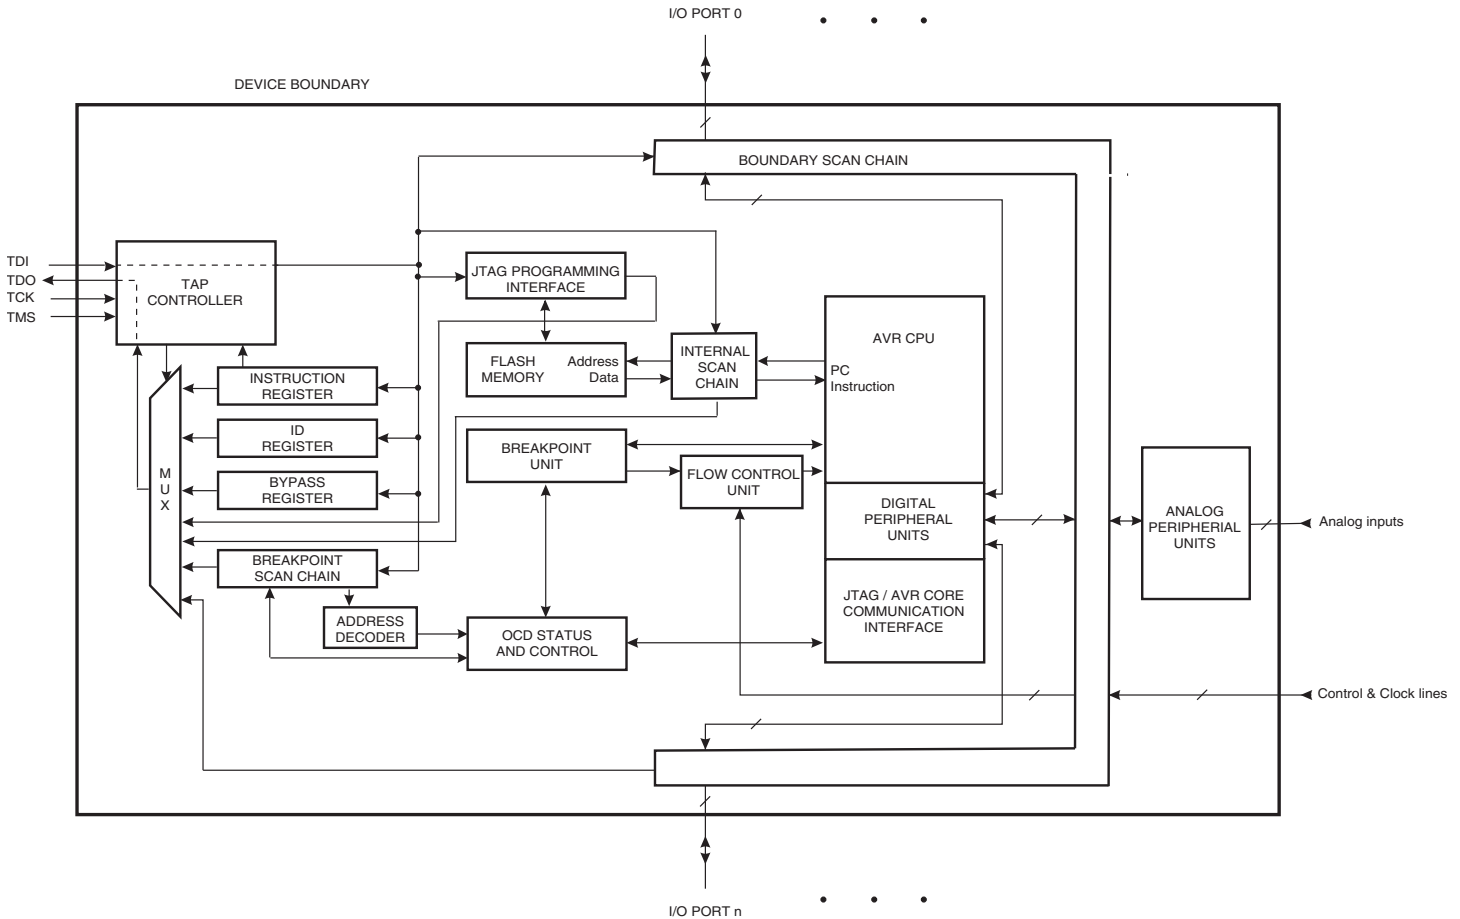 I/O PORT 0
DEVICE BOUNDARY
BOUNDARY SCAN CHAIN
TDI
TDO
TCK
TMS
TAP
CONTROLLER
JTAG PROGRAMMING
INTERFACE
FLASH
MEMORY
Address
Data
INTERNAL
SCAN
CHAIN
AVR CPU
PC
Instruction
INSTRUCTION
REGISTER
ID
REGISTER
BYPASS
REGISTER
M
U
X
BREAKPOINT
UNIT
FLOW CONTROL
UNIT
DIGITAL
PERIPHERAL
UNITS
ANALOG
PERIPHERIAL
UNITS
Analog inputs
BREAKPOINT
SCAN CHAIN
ADDRESS
DECODER
OCD STATUS
AND CONTROL
JTAG / AVR CORE
COMMUNICATION
INTERFACE
Control & Clock lines
I/O PORT n